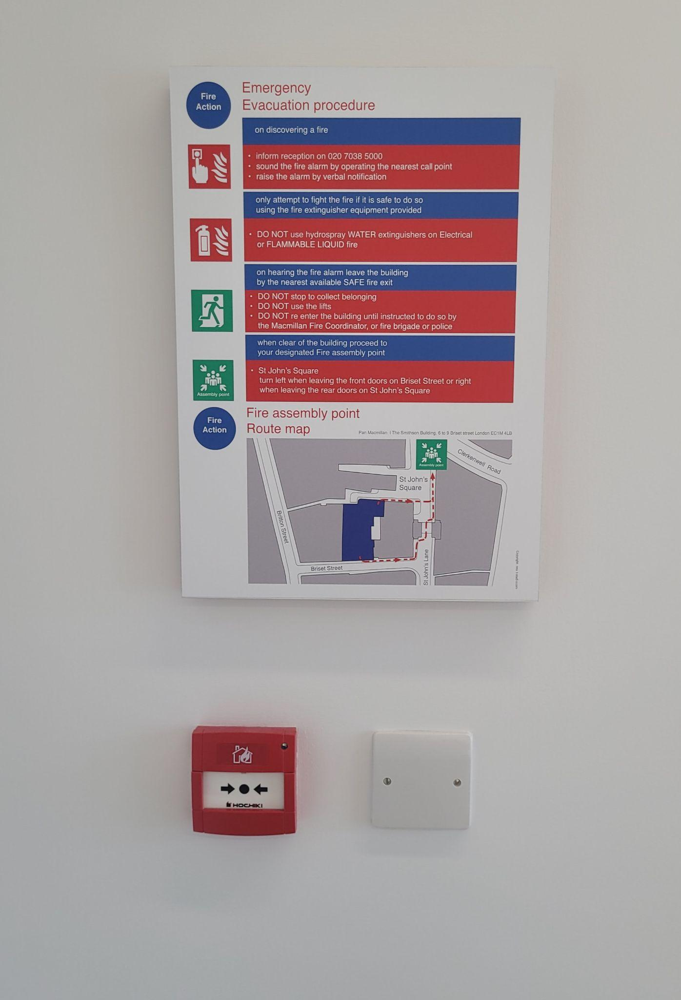 Fire
Action
Emergency
Evacuation procedure
on discovering a fire
• inform reception on 020 7038 5000
• sound the fire alarm by operating the nearest call point
• raise the alarm by verbal notification
only attempt to fight the fire if it is safe to do so
using the fire extinguisher equipment provided
• DO NOT use hydrospray WATER extinguishers on Electrical
or FLAMMABLE LIQUID fire
on hearing the fire alarm leave the building
by the nearest available SAFE fire exit
• DO NOT stop to collect belonging
• DO NOT use the lifts
• DO NOT re enter the building until instructed to do so by
the Macmillan Fire Coordinator, or fire brigade or police
when clear of the building proceed to
your designated Fire assembly point
• St John's Square
turn left when leaving the front doors on Briset Street or right
when leaving the rear doors on St John's Square
Assembly point
Fire
Action
Fire assembly point
Route map
Pan Macmillan | The Smithson Building, 6 to 9 Briset street London EC1M 4LB
Assembly point
Clerkenwell Road
St John's
Square
Britton Street
Briset Street
St John's Lane
Copyright
HOCHIKI